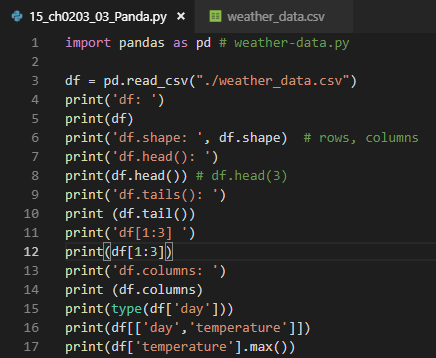 15_ch0203_03_Panda.py × weather_data.csv
1 import pandas as pd # weather-data.py
2
3 df = pd.read_csv("./weather_data.csv")
4 print('df: ')
5 print(df)
6 print('df.shape: ', df.shape)  # rows, columns
7 print('df.head(): ')
8 print(df.head()) # df.head(3)
9 print('df.tails(): ')
10 print (df.tail())
11 print('df[1:3] ')
12 print(df[1:3])
13 print('df.columns: ')
14 print (df.columns)
15 print(type(df['day']))
16 print(df[['day','temperature']])
17 print(df['temperature'].max())